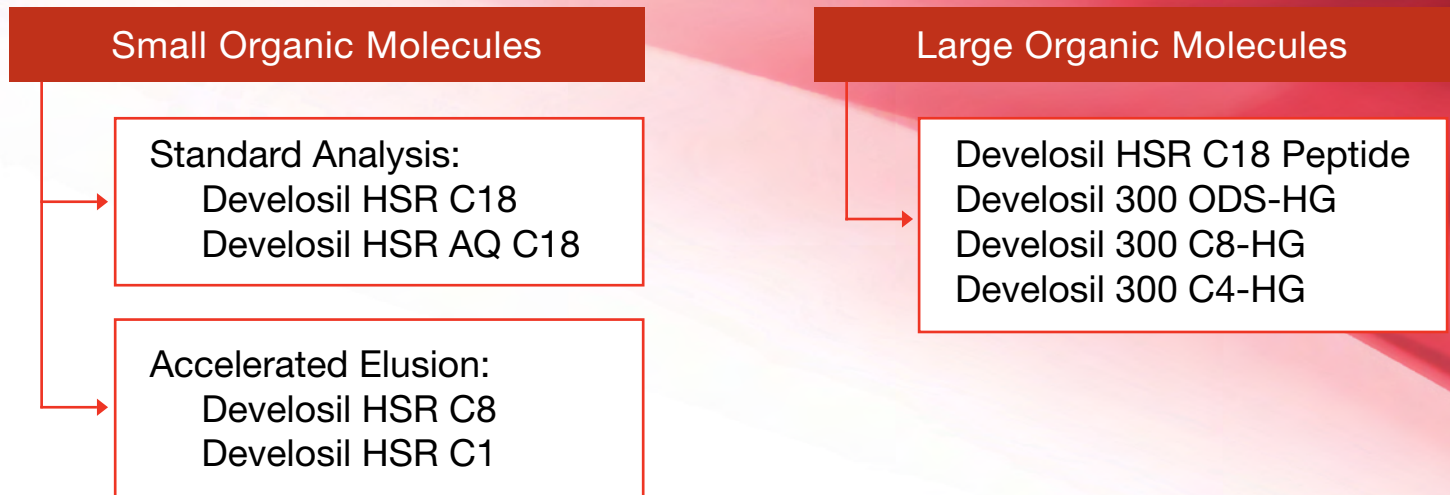 Small Organic Molecules
Standard Analysis:
Develosil HSR C18
Develosil HSR AQ C18
Accelerated Elusion:
Develosil HSR C8
Develosil HSR C1
Large Organic Molecules
Develosil HSR C18 Peptide
Develosil 300 ODS-HG
Develosil 300 C8-HG
Develosil 300 C4-HG